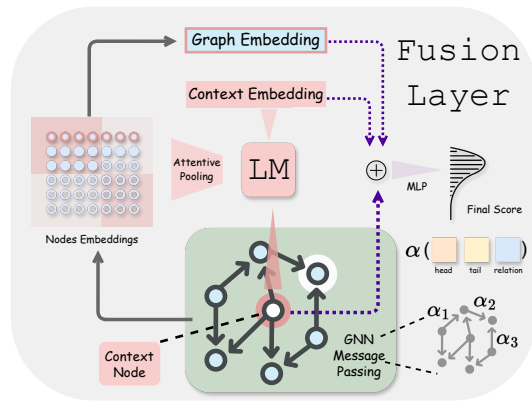 Graph Embedding
Fusion
Layer
Context Embedding
Attentive
Pooling
LM
+
MLP
Final Score
Nodes Embeddings
α( )
head tail relation
Context
Node
GNN
Message
Passing
α1
α2
α3